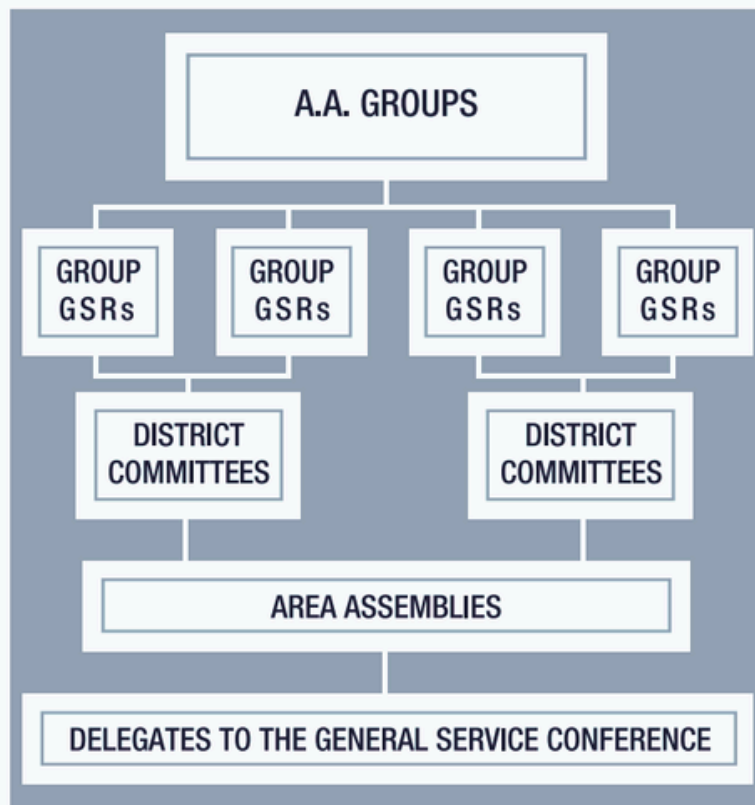 A.A. GROUPS
GROUP
GSRs
GROUP
GSRs
GROUP
GSRs
GROUP
GSRs
DISTRICT
COMMITTEES
DISTRICT
COMMITTEES
AREA ASSEMBLIES
DELEGATES TO THE GENERAL SERVICE CONFERENCE